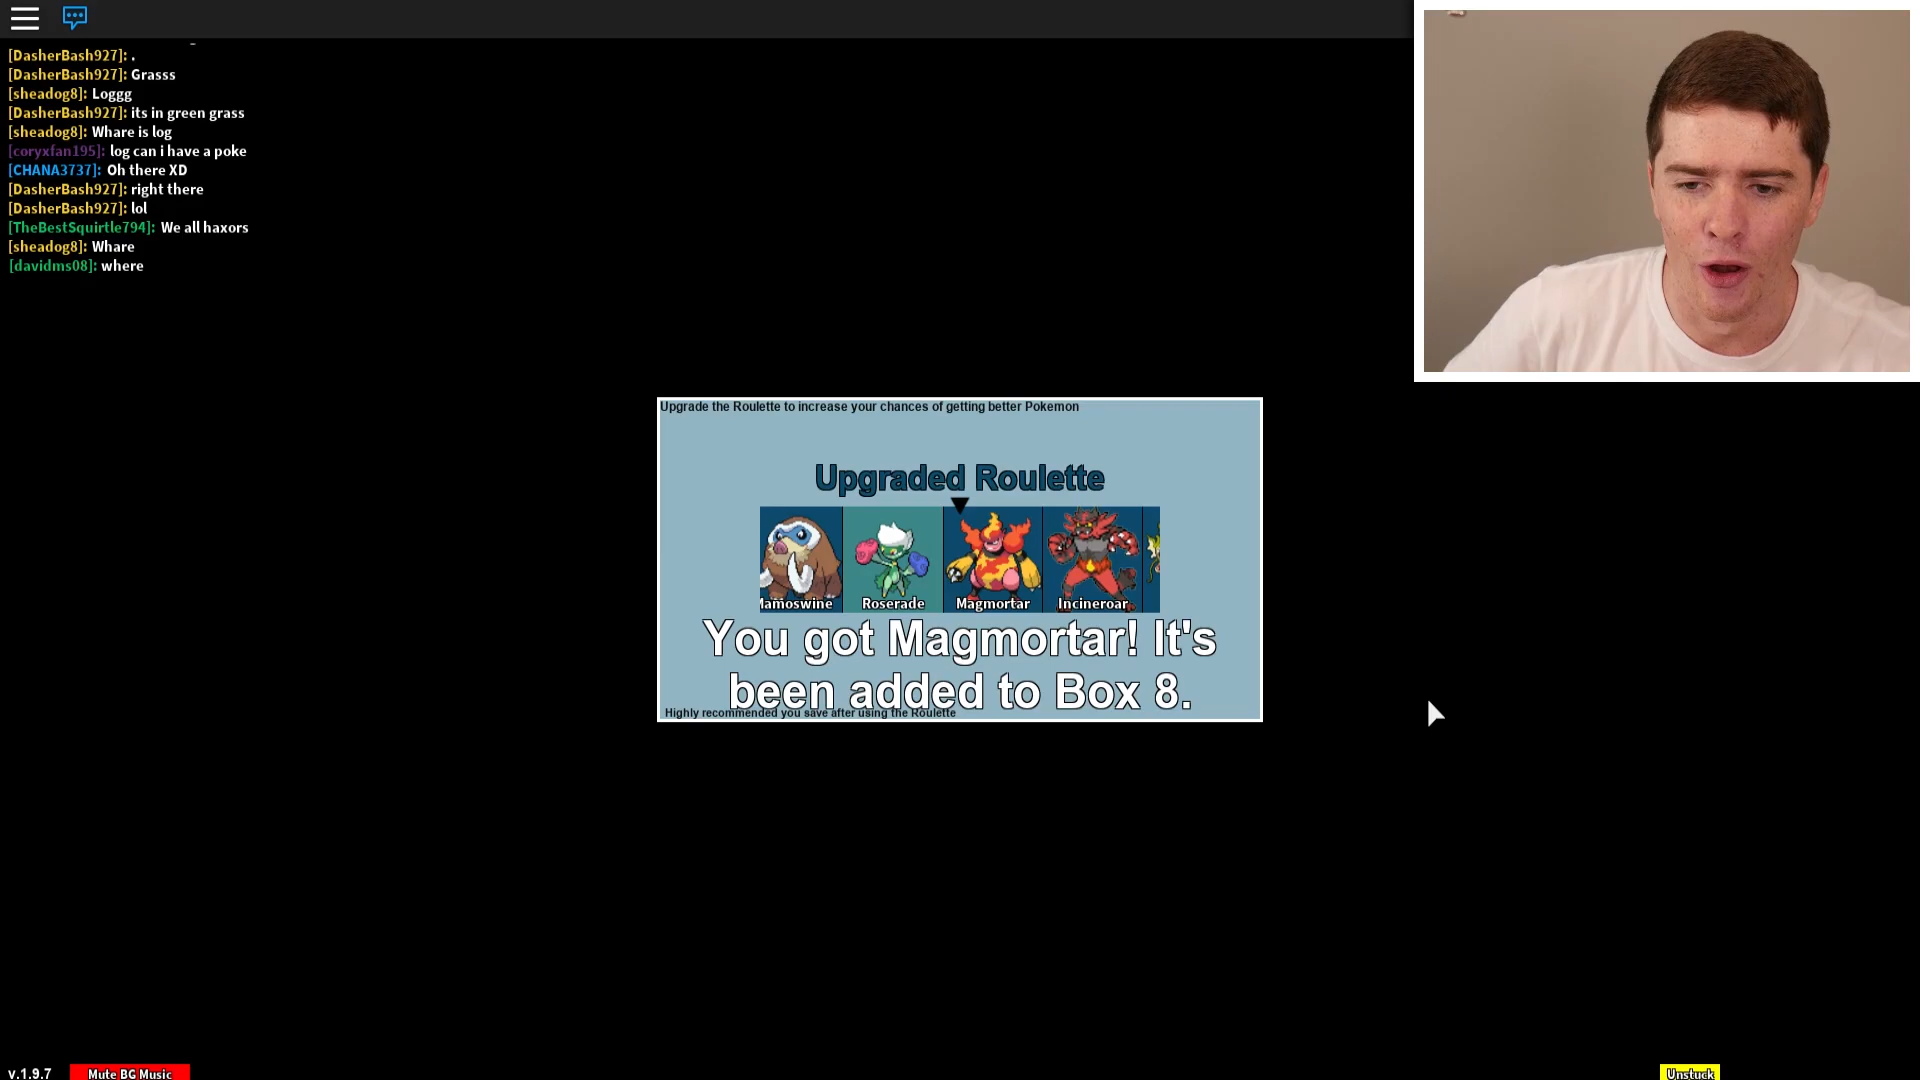 [DasherBash927]: .
[DasherBash927]: Grasss
[sheadog8]: Loggg
[DasherBash927]: its in green grass
[sheadog8]: Whare is log
[coryxfan195]: log can i have a poke
[CHANA3737]: Oh there XD
[DasherBash927]: right there
[DasherBash927]: lol
[TheBestSquirtle794]: We all haxors
[sheadog8]: Whare
[davidms08]: where
Upgrade the Roulette to increase your chances of getting better Pokemon
Upgraded Roulette
Mamoswine Roserade Magmortar Incineroar
You got Magmortar! It's
been added to Box 8.
Highly recommended you save after using the Roulette
v.1.9.7 Mute BG Music Unstuck